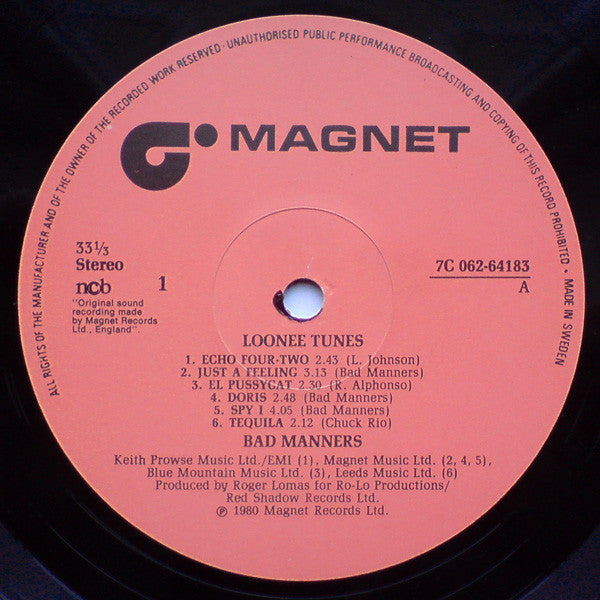 ALL RIGHTS OF THE MANUFACTURER AND OF THE OWNER OF THE RECORDED WORK RESERVED · UNAUTHORISED PUBLIC PERFORMANCE BROADCASTING AND COPYING OF THIS RECORD PROHIBITED · MADE IN SWEDEN
MAGNET
33⅓
Stereo
ncb
1
"Original sound
recording made
by Magnet Records
Ltd., England".
7C 062-64183
A
LOONEE TUNES
1. ECHO FOUR-TWO 2.43 (L. Johnson)
2. JUST A FEELING 3.13 (Bad Manners)
3. EL PUSSYCAT 2.30 (R. Alphonso)
4. DORIS 2.48 (Bad Manners)
5. SPY I 4.05 (Bad Manners)
6. TEQUILA 2.12 (Chuck Rio)
BAD MANNERS
Keith Prowse Music Ltd./EMI (1), Magnet Music Ltd. (2, 4, 5),
Blue Mountain Music Ltd. (3), Leeds Music Ltd. (6)
Produced by Roger Lomas for Ro-Lo Productions/
Red Shadow Records Ltd.
℗ 1980 Magnet Records Ltd.